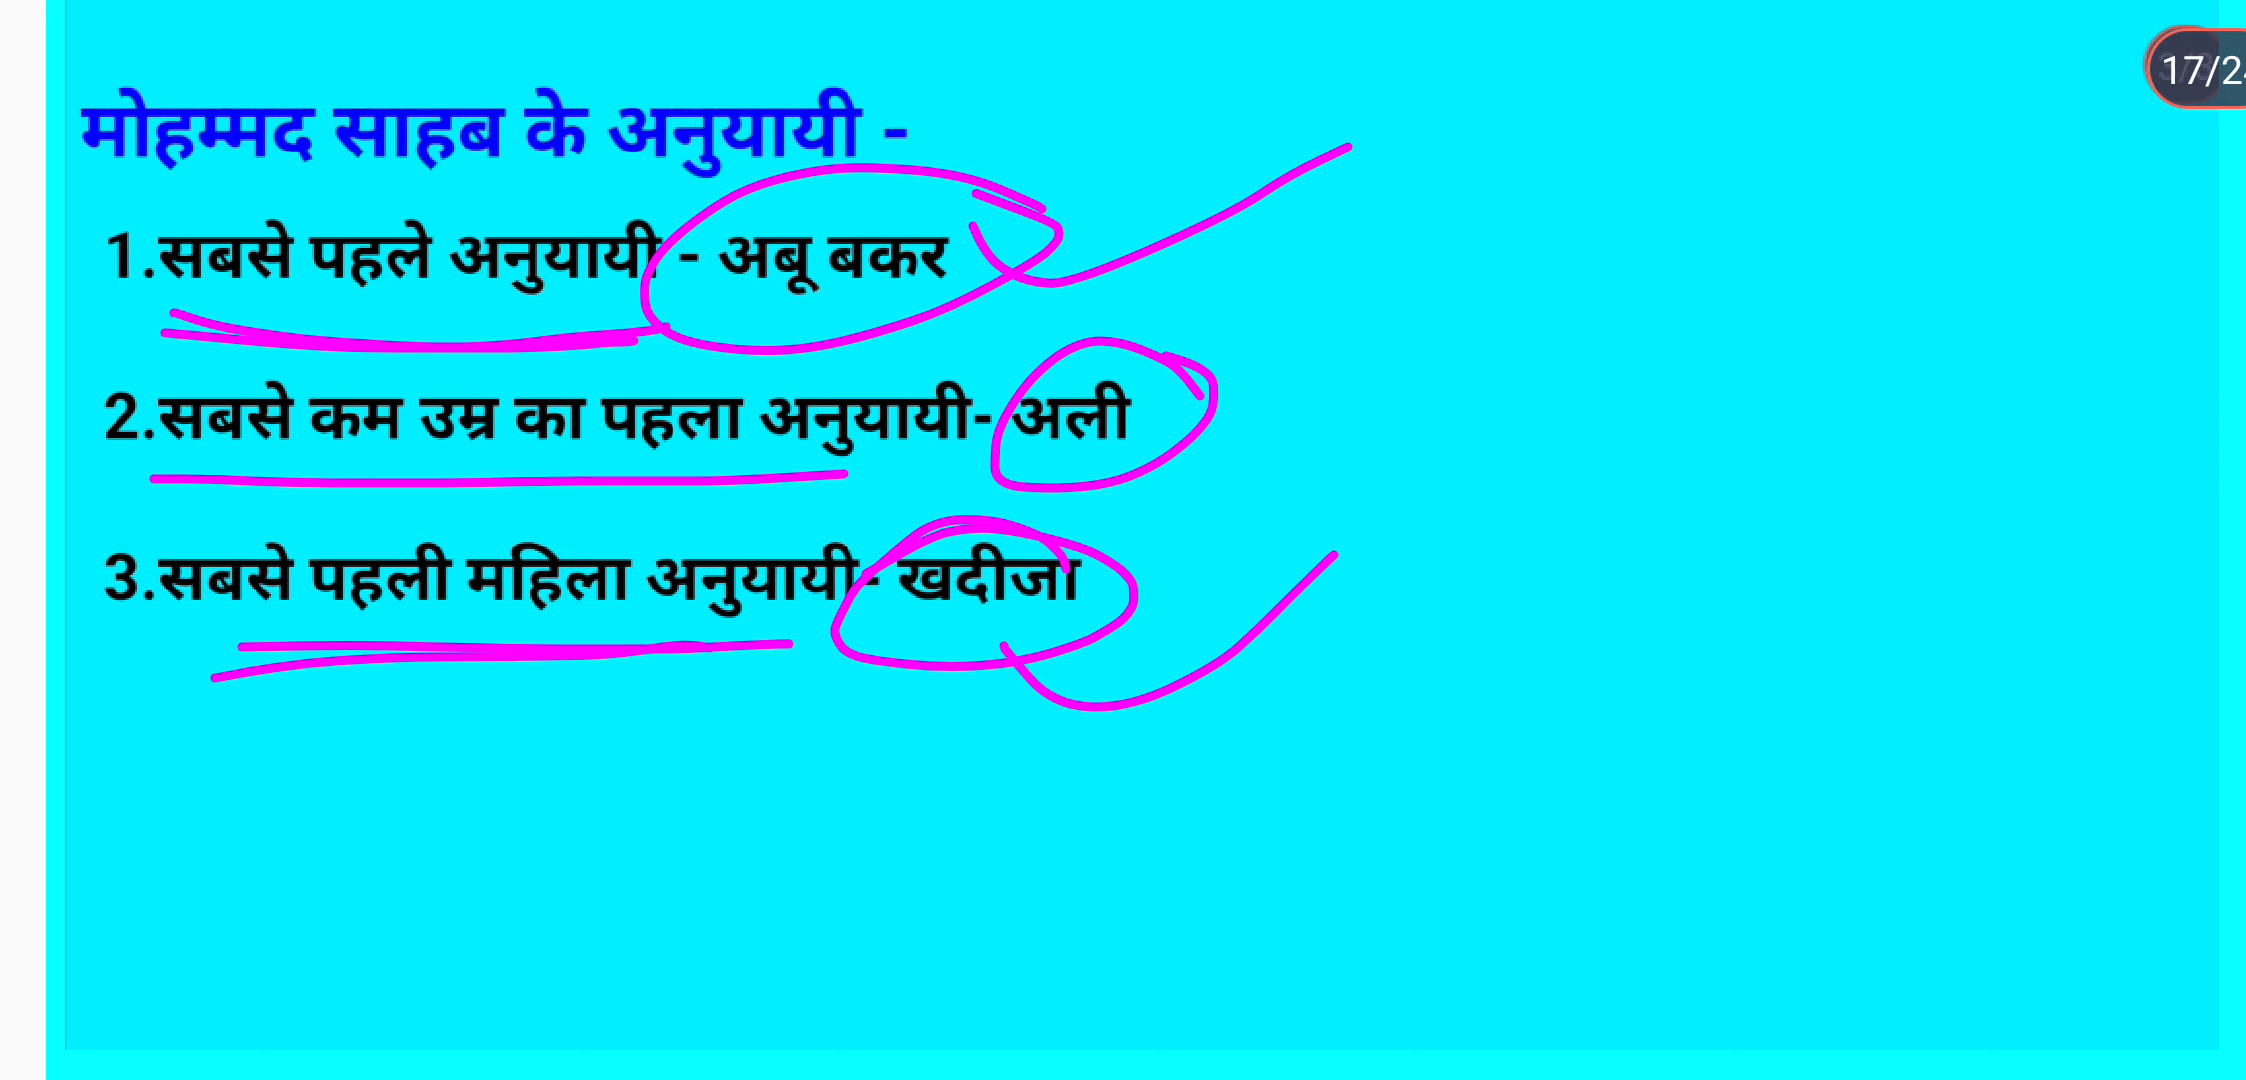 17/2
मोहम्मद साहब के अनुयायी -
1.सबसे पहले अनुयायी - अबू बकर
2.सबसे कम उम्र का पहला अनुयायी- अली
3.सबसे पहली महिला अनुयायी- खदीजा